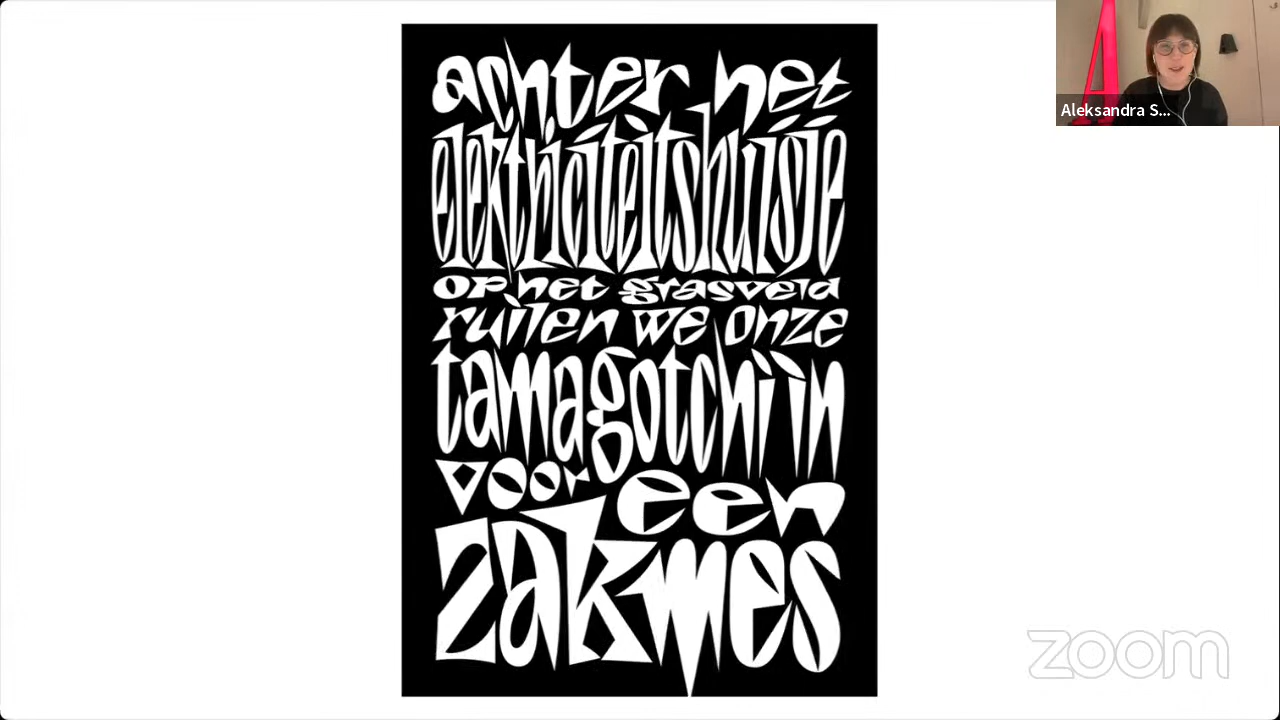 achter het
elektriciteitshuisje
op het grasveld
ruilen we onze
tamagotchi in
voor een
zakmes
Aleksandra S...
zoom